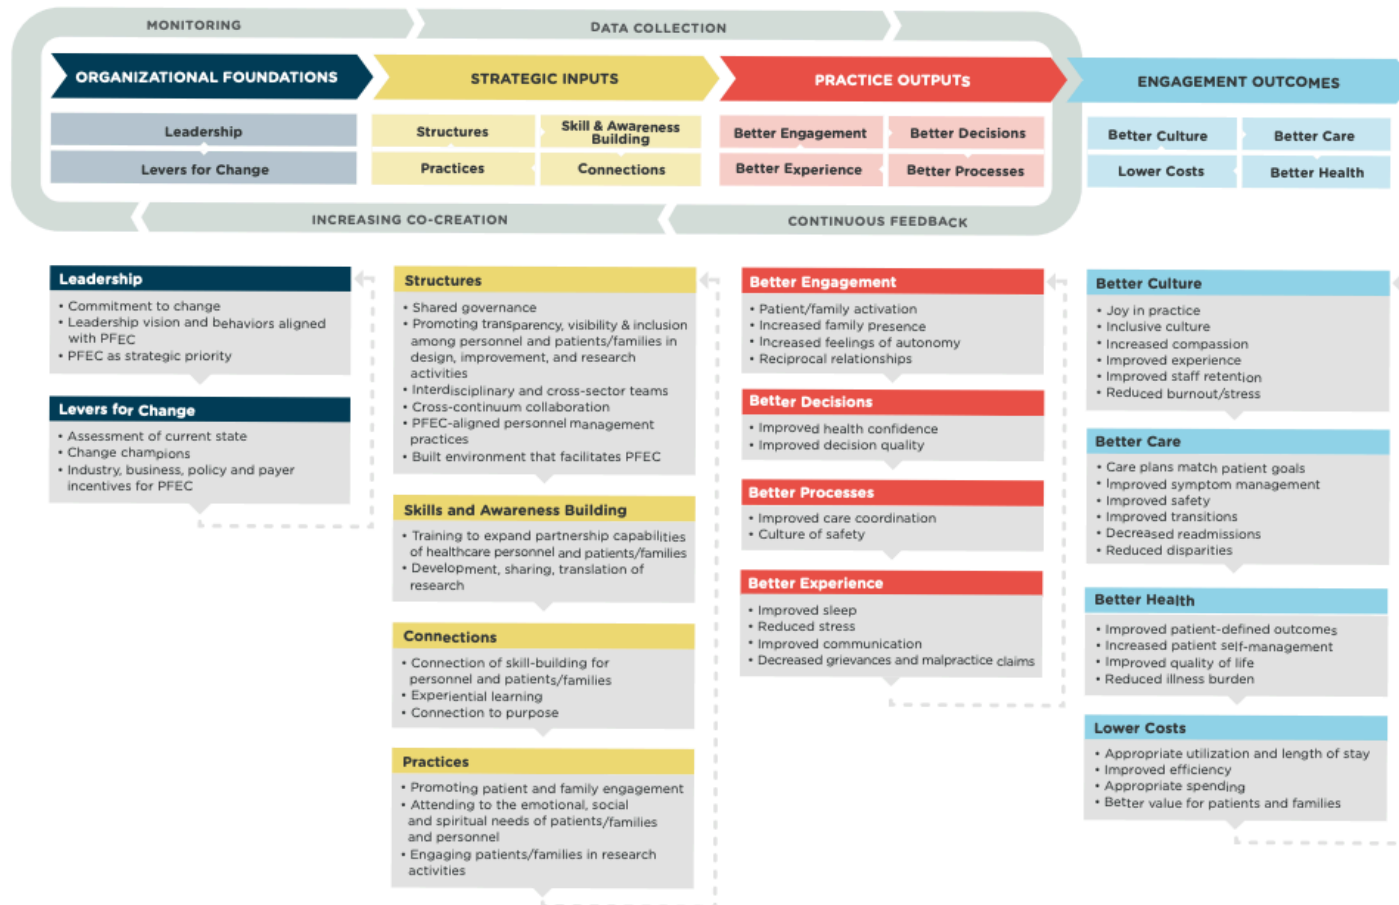 MONITORING
DATA COLLECTION
ORGANIZATIONAL FOUNDATIONS
STRATEGIC INPUTS
PRACTICE OUTPUTS
ENGAGEMENT OUTCOMES
Leadership
Levers for Change
Structures
Skill & Awareness
Building
Practices
Connections
Better Engagement
Better Decisions
Better Experience
Better Processes
Better Culture
Better Care
Lower Costs
Better Health
INCREASING CO-CREATION
CONTINUOUS FEEDBACK
Leadership
• Commitment to change
• Leadership vision and behaviors aligned
with PFEC
• PFEC as strategic priority
Levers for Change
• Assessment of current state
• Change champions
• Industry, business, policy and payer
incentives for PFEC
Structures
• Shared governance
• Promoting transparency, visibility & inclusion
among personnel and patients/families in
design, improvement, and research
activities
• Interdisciplinary and cross-sector teams
• Cross-continuum collaboration
• PFEC-aligned personnel management
practices
• Built environment that facilitates PFEC
Skills and Awareness Building
• Training to expand partnership capabilities
of healthcare personnel and patients/families
• Development, sharing, translation of
research
Connections
• Connection of skill-building for
personnel and patients/families
• Experiential learning
• Connection to purpose
Practices
• Promoting patient and family engagement
• Attending to the emotional, social
and spiritual needs of patients/families
and personnel
• Engaging patients/families in research
activities
Better Engagement
• Patient/family activation
• Increased family presence
• Increased feelings of autonomy
• Reciprocal relationships
Better Decisions
• Improved health confidence
• Improved decision quality
Better Processes
• Improved care coordination
• Culture of safety
Better Experience
• Improved sleep
• Reduced stress
• Improved communication
• Decreased grievances and malpractice claims
Better Culture
• Joy in practice
• Inclusive culture
• Increased compassion
• Improved experience
• Improved staff retention
• Reduced burnout/stress
Better Care
• Care plans match patient goals
• Improved symptom management
• Improved safety
• Improved transitions
• Decreased readmissions
• Reduced disparities
Better Health
• Improved patient-defined outcomes
• Increased patient self-management
• Improved quality of life
• Reduced illness burden
Lower Costs
• Appropriate utilization and length of stay
• Improved efficiency
• Appropriate spending
• Better value for patients and families